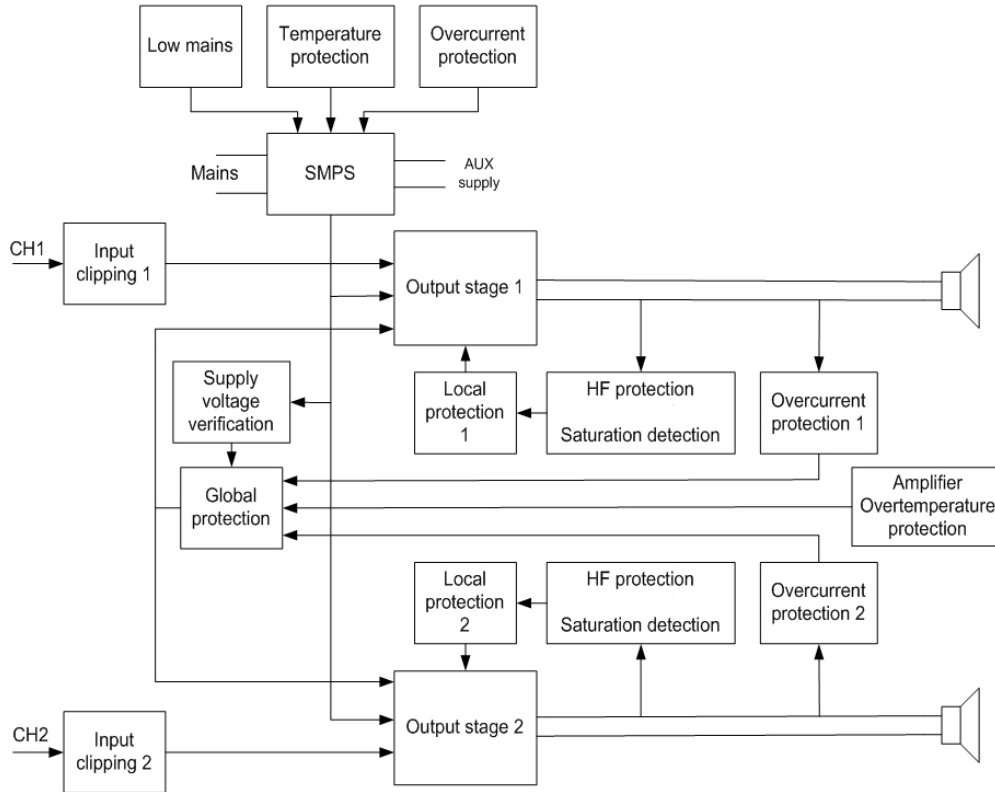 Low mains
Temperature
protection
Overcurrent
protection
Mains
SMPS
AUX
supply
CH1
Input
clipping 1
Output stage 1
Supply
voltage
verification
Local
protection
1
HF protection
Saturation detection
Overcurrent
protection 1
Global
protection
Amplifier
Overtemperature
protection
Local
protection
2
HF protection
Saturation detection
Overcurrent
protection 2
CH2
Input
clipping 2
Output stage 2